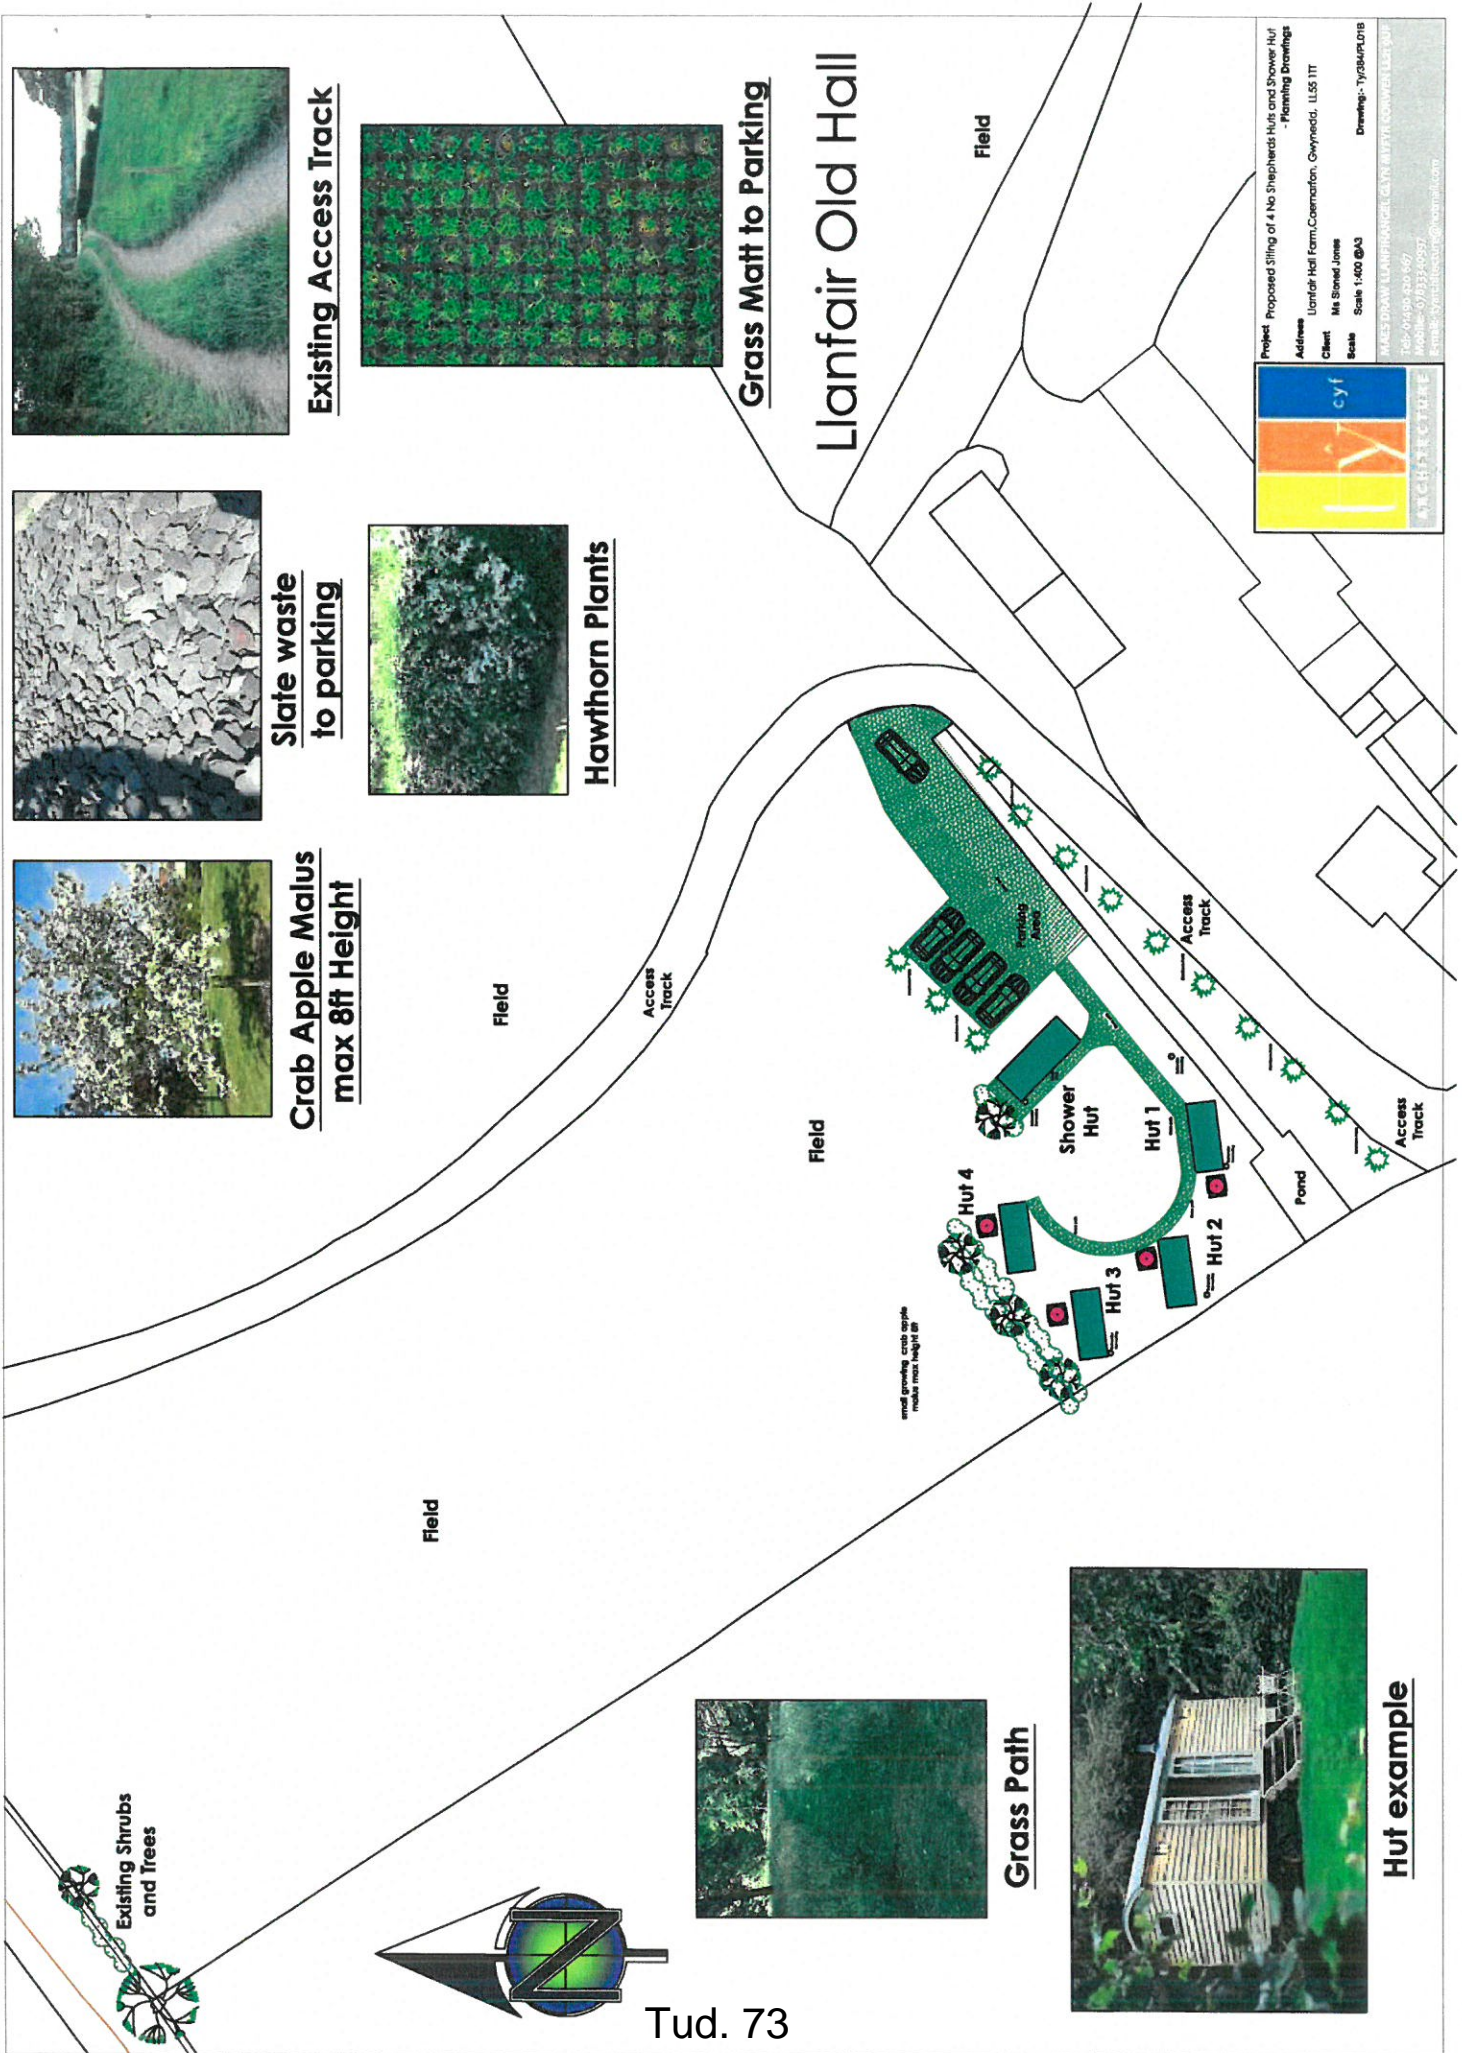 Existing Access Track
Grass Matt to Parking
Llanfair Old Hall
Field
Slate waste
to parking
Hawthorn Plants
Crab Apple Malus
max 8ft Height
Field
Access
Track
Field
Field
Parking
Area
Access
Track
Access
Track
Shower
Hut
Hut 1
Hut 2
Hut 3
Hut 4
Pond
small growing crab apple
malus max height 8ft
Existing Shrubs
and Trees
N
Grass Path
Hut example
Project Proposed Siting of 4 No Shepherds Huts and Shower Hut
- Planning Drawings
Address Llanfair Hall Farm, Caernarfon, Gwynedd, LL55 1TT
Client Ms Sioned Jones
Scale Scale 1:400 @A3
Drawing:- Ty/384/PL01B
Tŷ cyf
ARCHITECTURE
Tud. 73